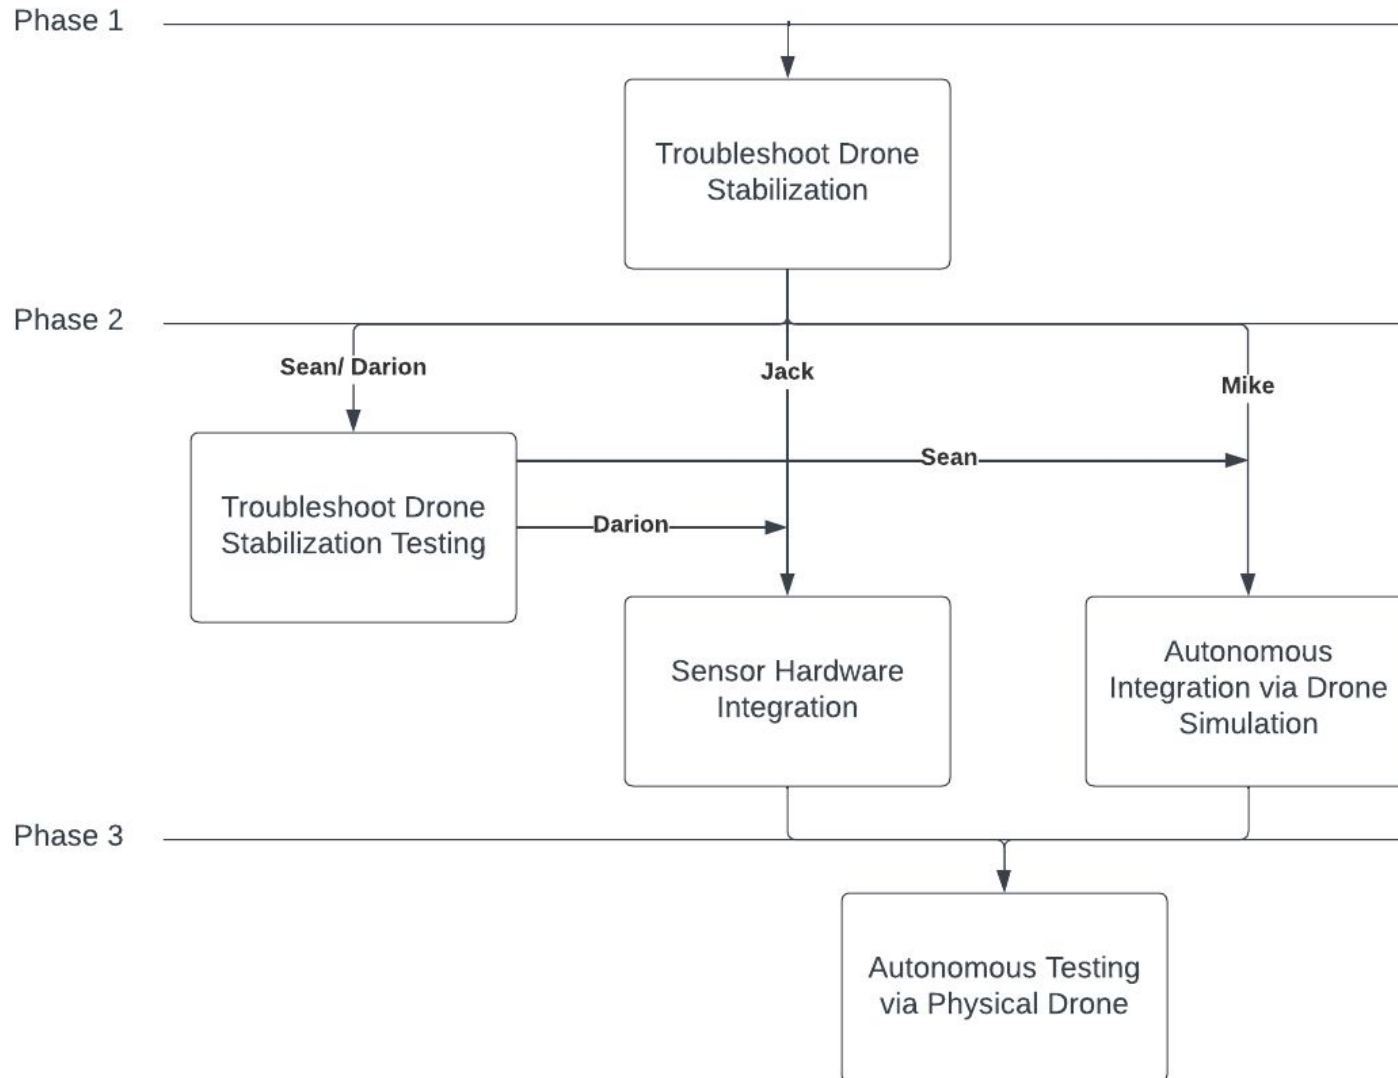 Phase 1
Troubleshoot Drone
Stabilization
Phase 2
Sean/ Darion
Jack
Mike
Sean
Troubleshoot Drone
Stabilization Testing
Darion
Sensor Hardware
Integration
Autonomous
Integration via Drone
Simulation
Phase 3
Autonomous Testing
via Physical Drone